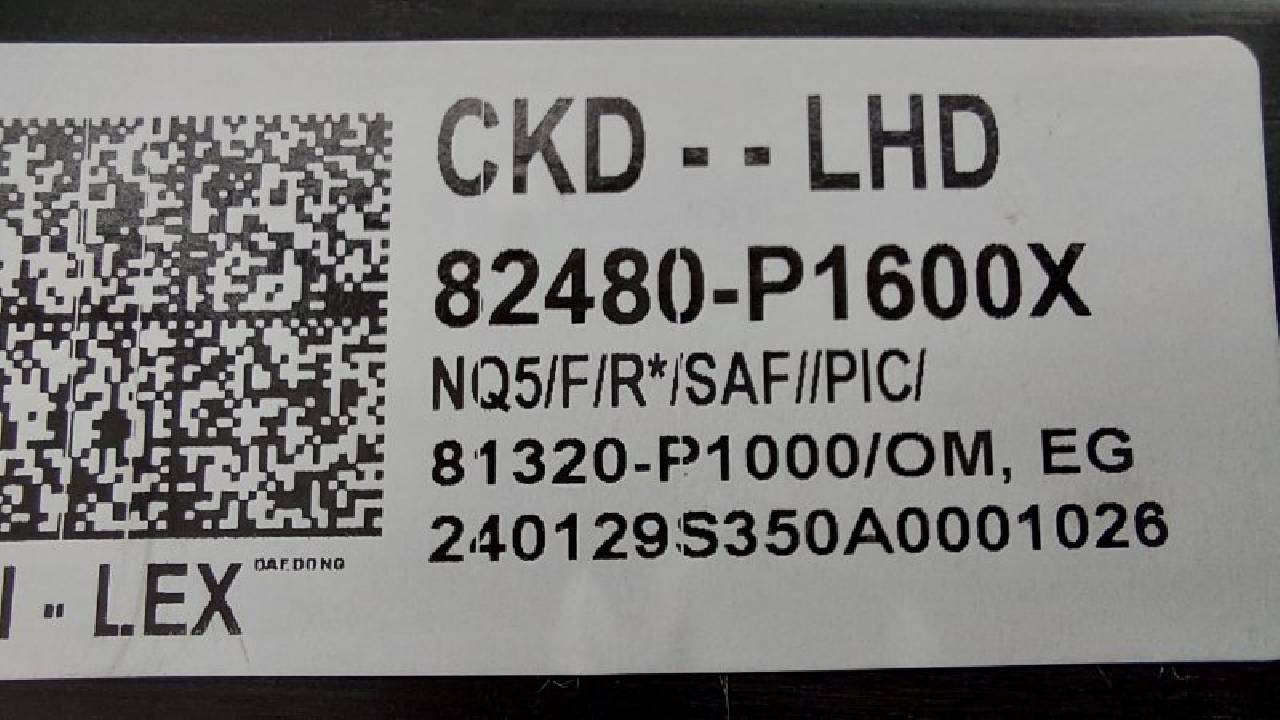 CKD - - LHD
82480-P1600X
NQ5/F/R*/SAF//PIC/
81320-P1000/OM, EG
240129S350A0001026
DAEDONG
- LEX